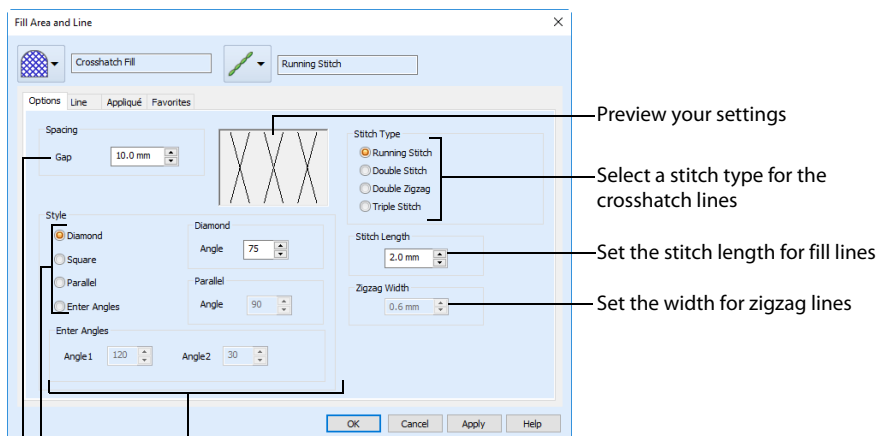 Fill Area and Line
Crosshatch Fill
Running Stitch
Options Line Appliqué Favorites
Spacing
Gap 10.0 mm
Stitch Type
Running Stitch
Double Stitch
Double Zigzag
Triple Stitch
Style
Diamond
Square
Parallel
Enter Angles
Diamond
Angle 75
Parallel
Angle 90
Stitch Length
2.0 mm
Zigzag Width
0.6 mm
Enter Angles
Angle1 120 Angle2 30
OK Cancel Apply Help
Preview your settings
Select a stitch type for the
crosshatch lines
Set the stitch length for fill lines
Set the width for zigzag lines